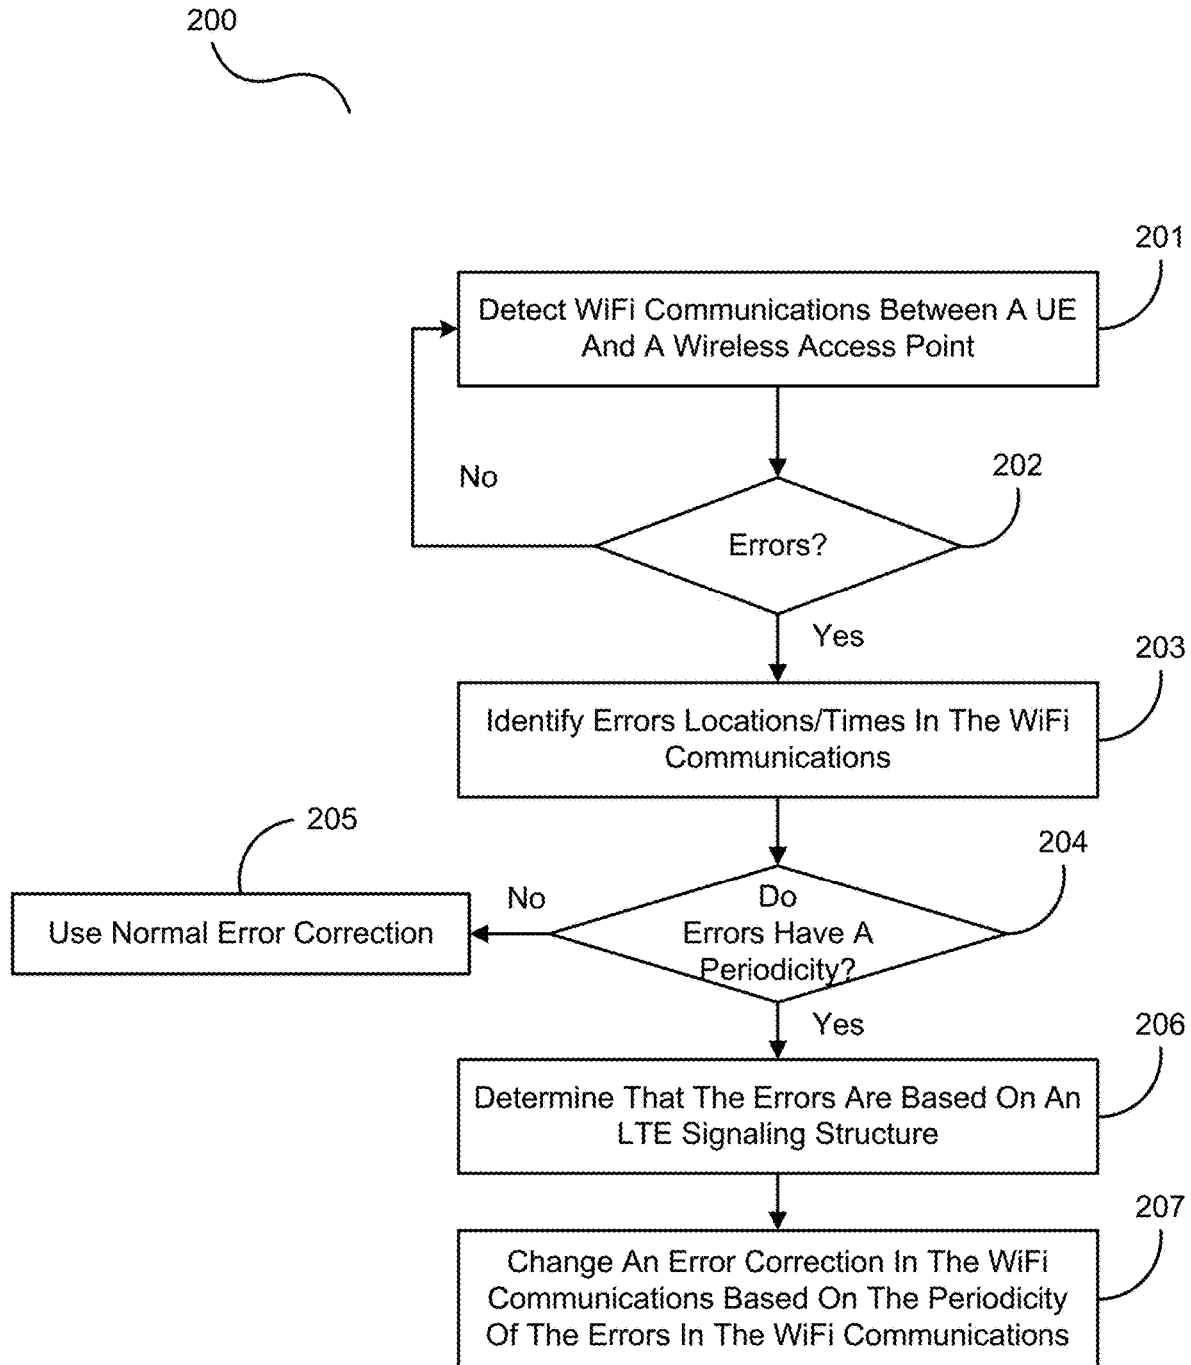 200
201
Detect WiFi Communications Between A UE
And A Wireless Access Point
202
No
Errors?
Yes
203
Identify Errors Locations/Times In The WiFi
Communications
205
204
No
Do
Errors Have A
Periodicity?
Use Normal Error Correction
Yes
206
Determine That The Errors Are Based On An
LTE Signaling Structure
207
Change An Error Correction In The WiFi
Communications Based On The Periodicity
Of The Errors In The WiFi Communications